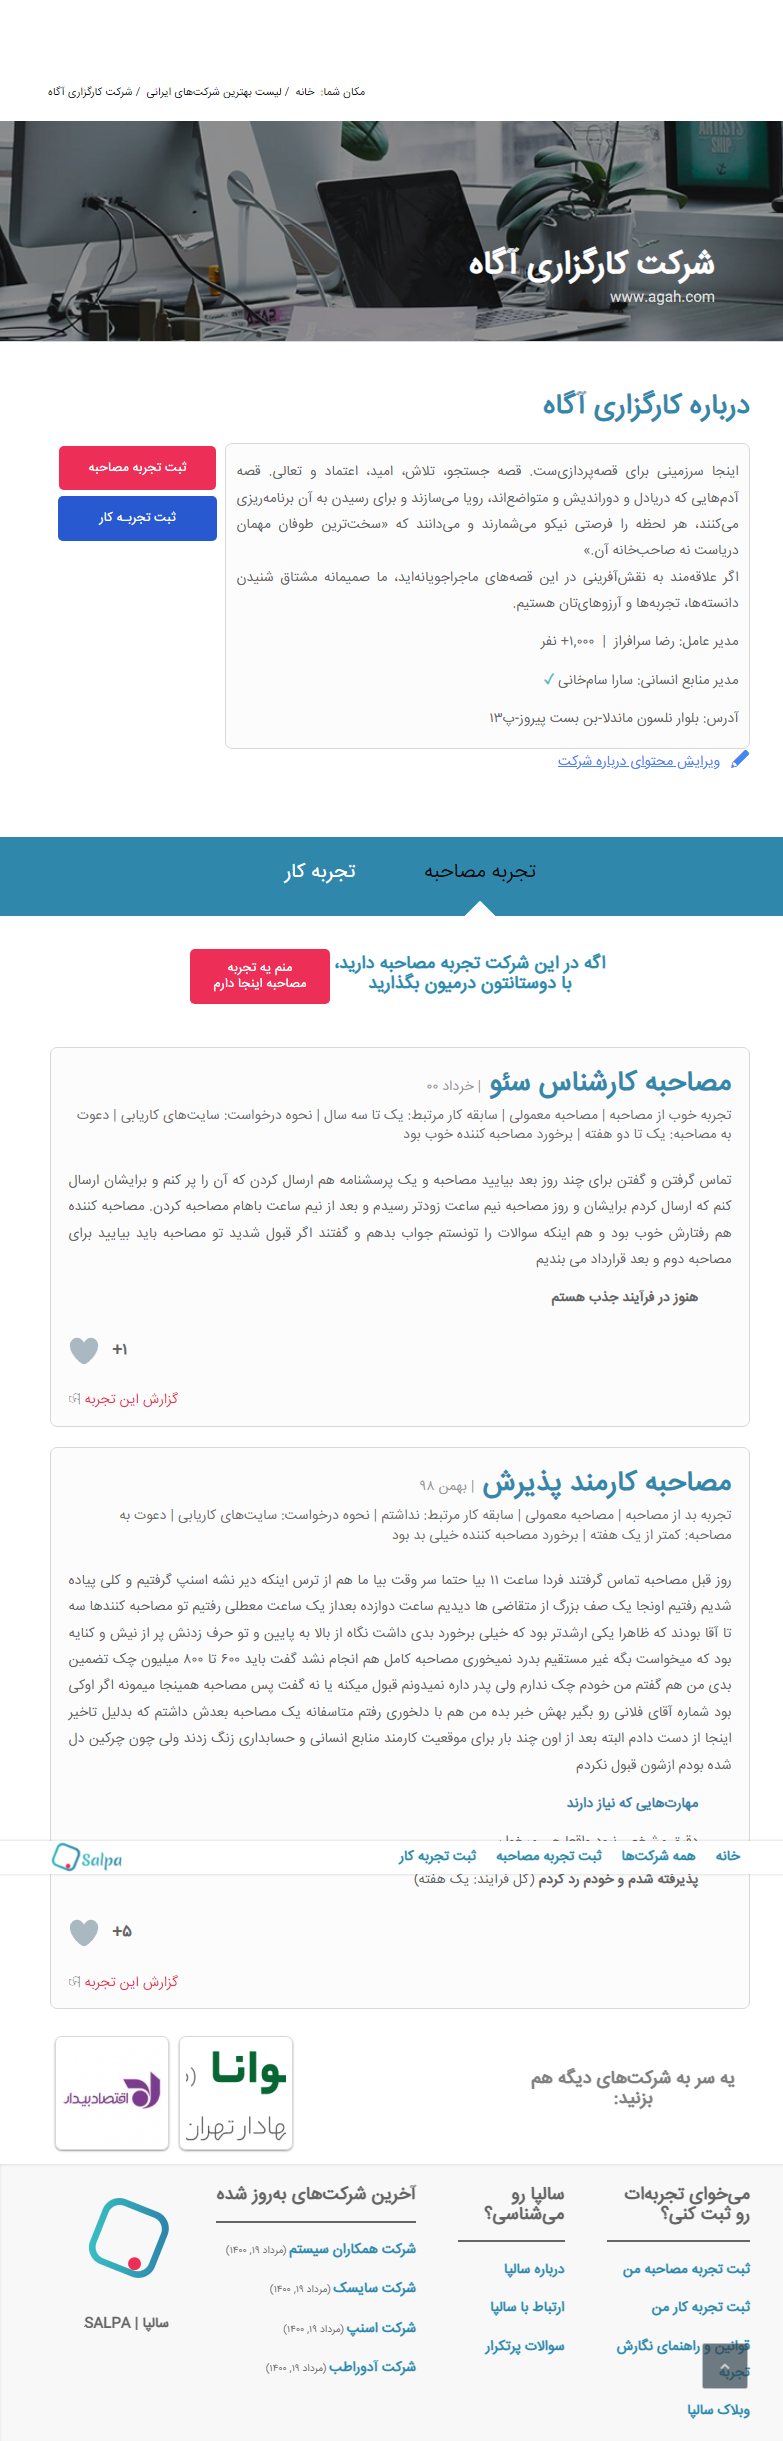 مکان شما: خانه / لیست بهترین شرکت‌های ایرانی / شرکت کارگزاری آگاه
ARTISTS
SHIP
شرکت کارگزاری آگاه
www.agah.com
درباره کارگزاری آگاه
اینجا سرزمینی برای قصه‌پردازی‌ست. قصه جستجو، تلاش، امید، اعتماد و تعالی. قصه
آدم‌هایی که دریادل و دوراندیش و متواضع‌اند، رویا می‌سازند و برای رسیدن به آن برنامه‌ریزی
می‌کنند، هر لحظه را فرصتی نیکو می‌شمارند و می‌دانند که «سخت‌ترین طوفان مهمان
دریاست نه صاحب‌خانه آن.»
اگر علاقه‌مند به نقش‌آفرینی در این قصه‌های ماجراجویانه‌اید، ما صمیمانه مشتاق شنیدن
دانسته‌ها، تجربه‌ها و آرزوهای‌تان هستیم.
مدیر عامل: رضا سرافراز | ۱,۰۰۰+ نفر
مدیر منابع انسانی: سارا سام‌خانی ✓
آدرس: بلوار نلسون ماندلا-بن بست پیروز-پ۱۳
ثبت تجربه مصاحبه
ثبت تجربـه کار
ویرایش محتوای درباره شرکت
تجربه مصاحبه
تجربه کار
اگه در این شرکت تجربه مصاحبه دارید،
با دوستانتون درمیون بگذارید
منم یه تجربه
مصاحبه اینجا دارم
مصاحبه کارشناس سئو | خرداد ۰۰
تجربه خوب از مصاحبه | مصاحبه معمولی | سابقه کار مرتبط: یک تا سه سال | نحوه درخواست: سایت‌های کاریابی | دعوت
به مصاحبه: یک تا دو هفته | برخورد مصاحبه کننده خوب بود
تماس گرفتن و گفتن برای چند روز بعد بیایید مصاحبه و یک پرسشنامه هم ارسال کردن که آن را پر کنم و برایشان ارسال
کنم که ارسال کردم برایشان و روز مصاحبه نیم ساعت زودتر رسیدم و بعد از نیم ساعت باهام مصاحبه کردن. مصاحبه کننده
هم رفتارش خوب بود و هم اینکه سوالات را تونستم جواب بدهم و گفتند اگر قبول شدید تو مصاحبه باید بیایید برای
مصاحبه دوم و بعد قرارداد می بندیم
هنوز در فرآیند جذب هستم
+۱
گزارش این تجربه
مصاحبه کارمند پذیرش | بهمن ۹۸
تجربه بد از مصاحبه | مصاحبه معمولی | سابقه کار مرتبط: نداشتم | نحوه درخواست: سایت‌های کاریابی | دعوت به
مصاحبه: کمتر از یک هفته | برخورد مصاحبه کننده خیلی بد بود
روز قبل مصاحبه تماس گرفتند فردا ساعت ۱۱ بیا حتما سر وقت بیا ما هم از ترس اینکه دیر نشه اسنپ گرفتیم و کلی پیاده
شدیم رفتیم اونجا یک صف بزرگ از متقاضی ها دیدیم ساعت دوازده بعداز یک ساعت معطلی رفتیم تو مصاحبه کنندها سه
تا آقا بودند که ظاهرا یکی ارشدتر بود که خیلی برخورد بدی داشت نگاه از بالا به پایین و تو حرف زدنش پر از نیش و کنایه
بود که میخواست بگه غیر مستقیم بدرد نمیخوری مصاحبه کامل هم انجام نشد گفت باید ۶۰۰ تا ۸۰۰ میلیون چک تضمین
بدی من هم گفتم من خودم چک ندارم ولی پدر داره نمیدونم قبول میکنه یا نه گفت پس مصاحبه همینجا میمونه اگر اوکی
بود شماره آقای فلانی رو بگیر بهش خبر بده من هم با دلخوری رفتم متاسفانه یک مصاحبه بعدش داشتم که بدلیل تاخیر
اینجا از دست دادم البته بعد از اون چند بار برای موقعیت کارمند منابع انسانی و حسابداری زنگ زدند ولی چون چرکین دل
شده بودم ازشون قبول نکردم
مهارت‌هایی که نیاز دارند
خانه همه شرکت‌ها ثبت تجربه مصاحبه ثبت تجربه کار
Salpa
پذیرفته شدم و خودم رد کردم (کل فرآیند: یک هفته)
+۵
گزارش این تجربه
یه سر به شرکت‌های دیگه هم
بزنید:
وانا
هادار تهران
اقتصاد بیدار
می‌خوای تجربه‌ات
رو ثبت کنی؟
ثبت تجربه مصاحبه من
ثبت تجربه کار من
قوانین و راهنمای نگارش
تجربه
وبلاگ سالپا
سالپا رو
می‌شناسی؟
درباره سالپا
ارتباط با سالپا
سوالات پرتکرار
آخرین شرکت‌های به‌روز شده
شرکت همکاران سیستم (مرداد ۱۹, ۱۴۰۰)
شرکت سایسک (مرداد ۱۹, ۱۴۰۰)
شرکت اسنپ (مرداد ۱۹, ۱۴۰۰)
شرکت آدوراطب (مرداد ۱۹, ۱۴۰۰)
سالپا | SALPA